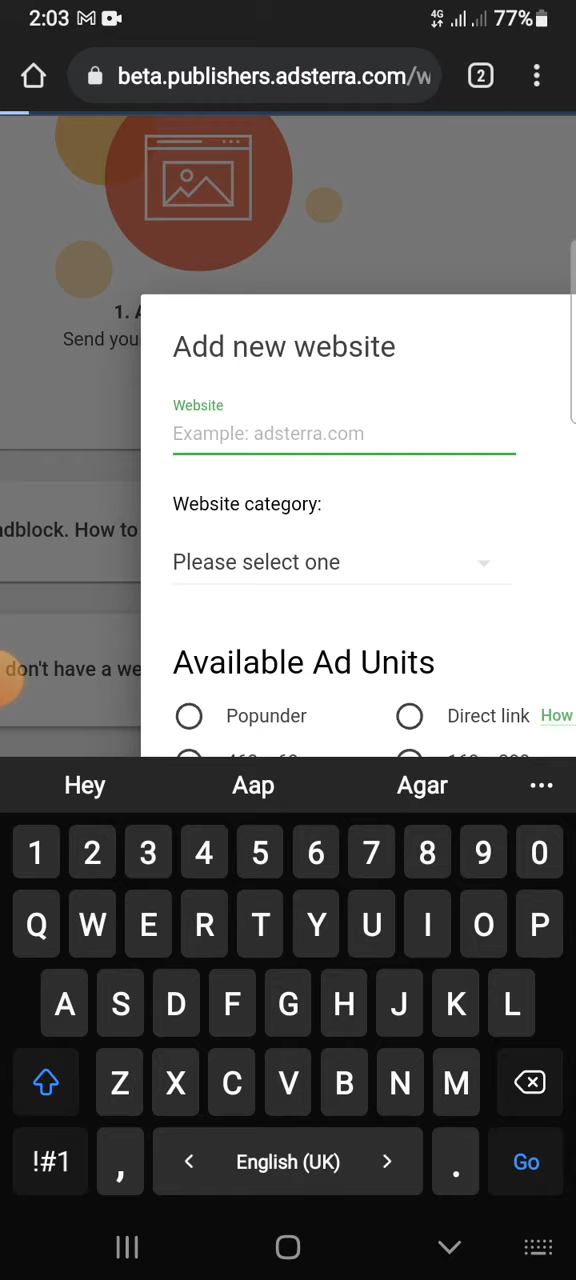 2:03 4G 77%
beta.publishers.adsterra.com/w 2
1.
Send you
Add new website
Website
Example: adsterra.com
Website category:
adblock. How to
Please select one
Available Ad Units
don't have a we
Popunder Direct link How
Hey Aap Agar ...
1 2 3 4 5 6 7 8 9 0
Q W E R T Y U I O P
A S D F G H J K L
Z X C V B N M
!#1 , < English (UK) > . Go